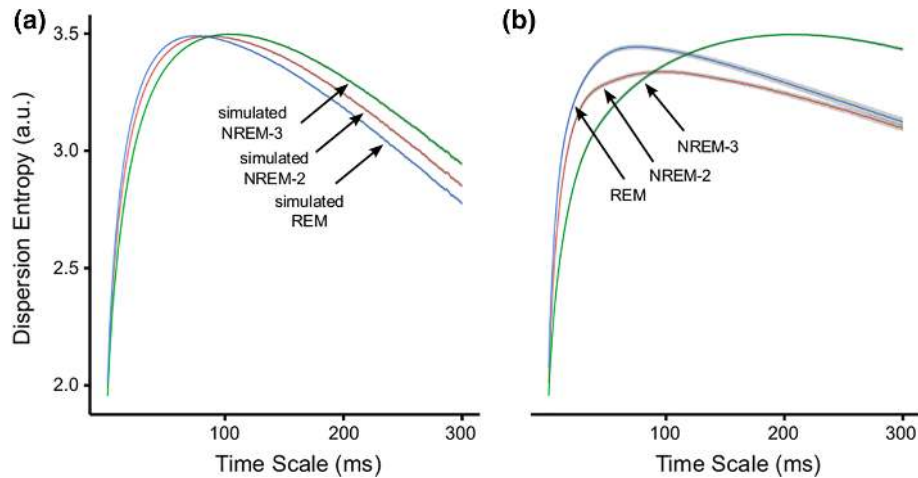 (a)
(b)
Dispersion Entropy (a.u.)
3.5
3.0
2.5
2.0
simulated
NREM-3
simulated
NREM-2
simulated
REM
100
200
300
Time Scale (ms)
NREM-3
NREM-2
REM
100
200
300
Time Scale (ms)